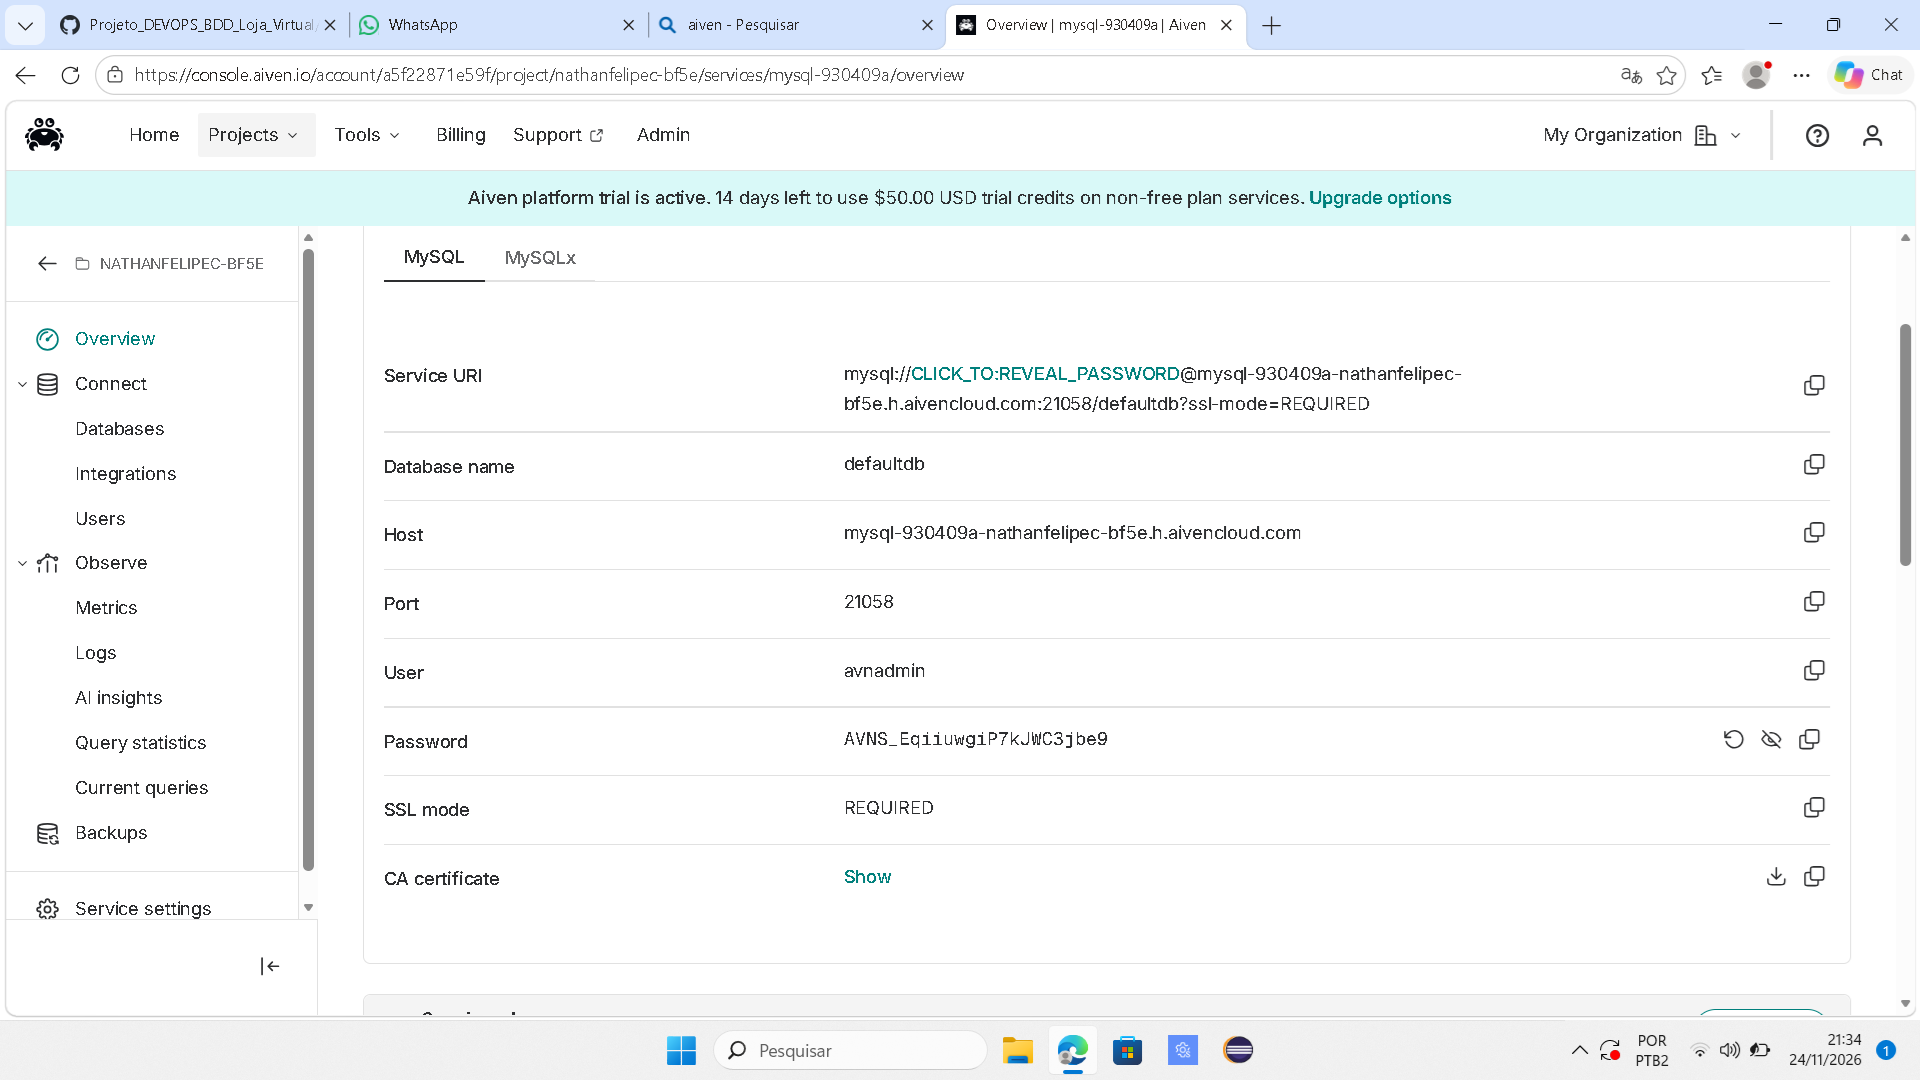 Projeto_DEVOPS_BDD_Loja_Virtual/
WhatsApp
aiven - Pesquisar
Overview | mysql-930409a | Aiven
https://console.aiven.io/account/a5f22871e59f/project/nathanfelipec-bf5e/services/mysql-930409a/overview
Chat
Home
Projects
Tools
Billing
Support
Admin
My Organization
Aiven platform trial is active. 14 days left to use $50.00 USD trial credits on non-free plan services. Upgrade options
NATHANFELIPEC-BF5E
Overview
Connect
Databases
Integrations
Users
Observe
Metrics
Logs
AI insights
Query statistics
Current queries
Backups
Service settings
MySQL
MySQLx
Service URI
mysql://CLICK_TO:REVEAL_PASSWORD@mysql-930409a-nathanfelipec-
bf5e.h.aivencloud.com:21058/defaultdb?ssl-mode=REQUIRED
Database name
defaultdb
Host
mysql-930409a-nathanfelipec-bf5e.h.aivencloud.com
Port
21058
User
avnadmin
Password
AVNS_EqiiuwgiP7kJWC3jbe9
SSL mode
REQUIRED
CA certificate
Show
Pesquisar
POR
PTB2
21:34
24/11/2026
1